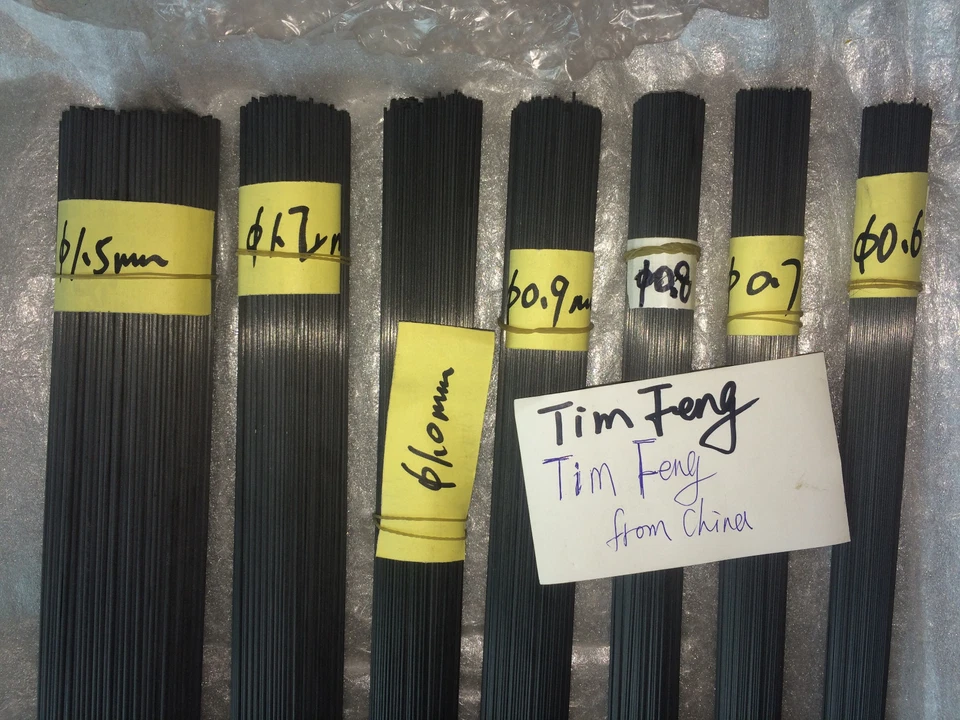 φ1.5mm
φ1.7mm
φ1.0mm
φ0.9m
φ0.8
φ0.7
φ0.6
Tim Feng
Tim Feng
from China